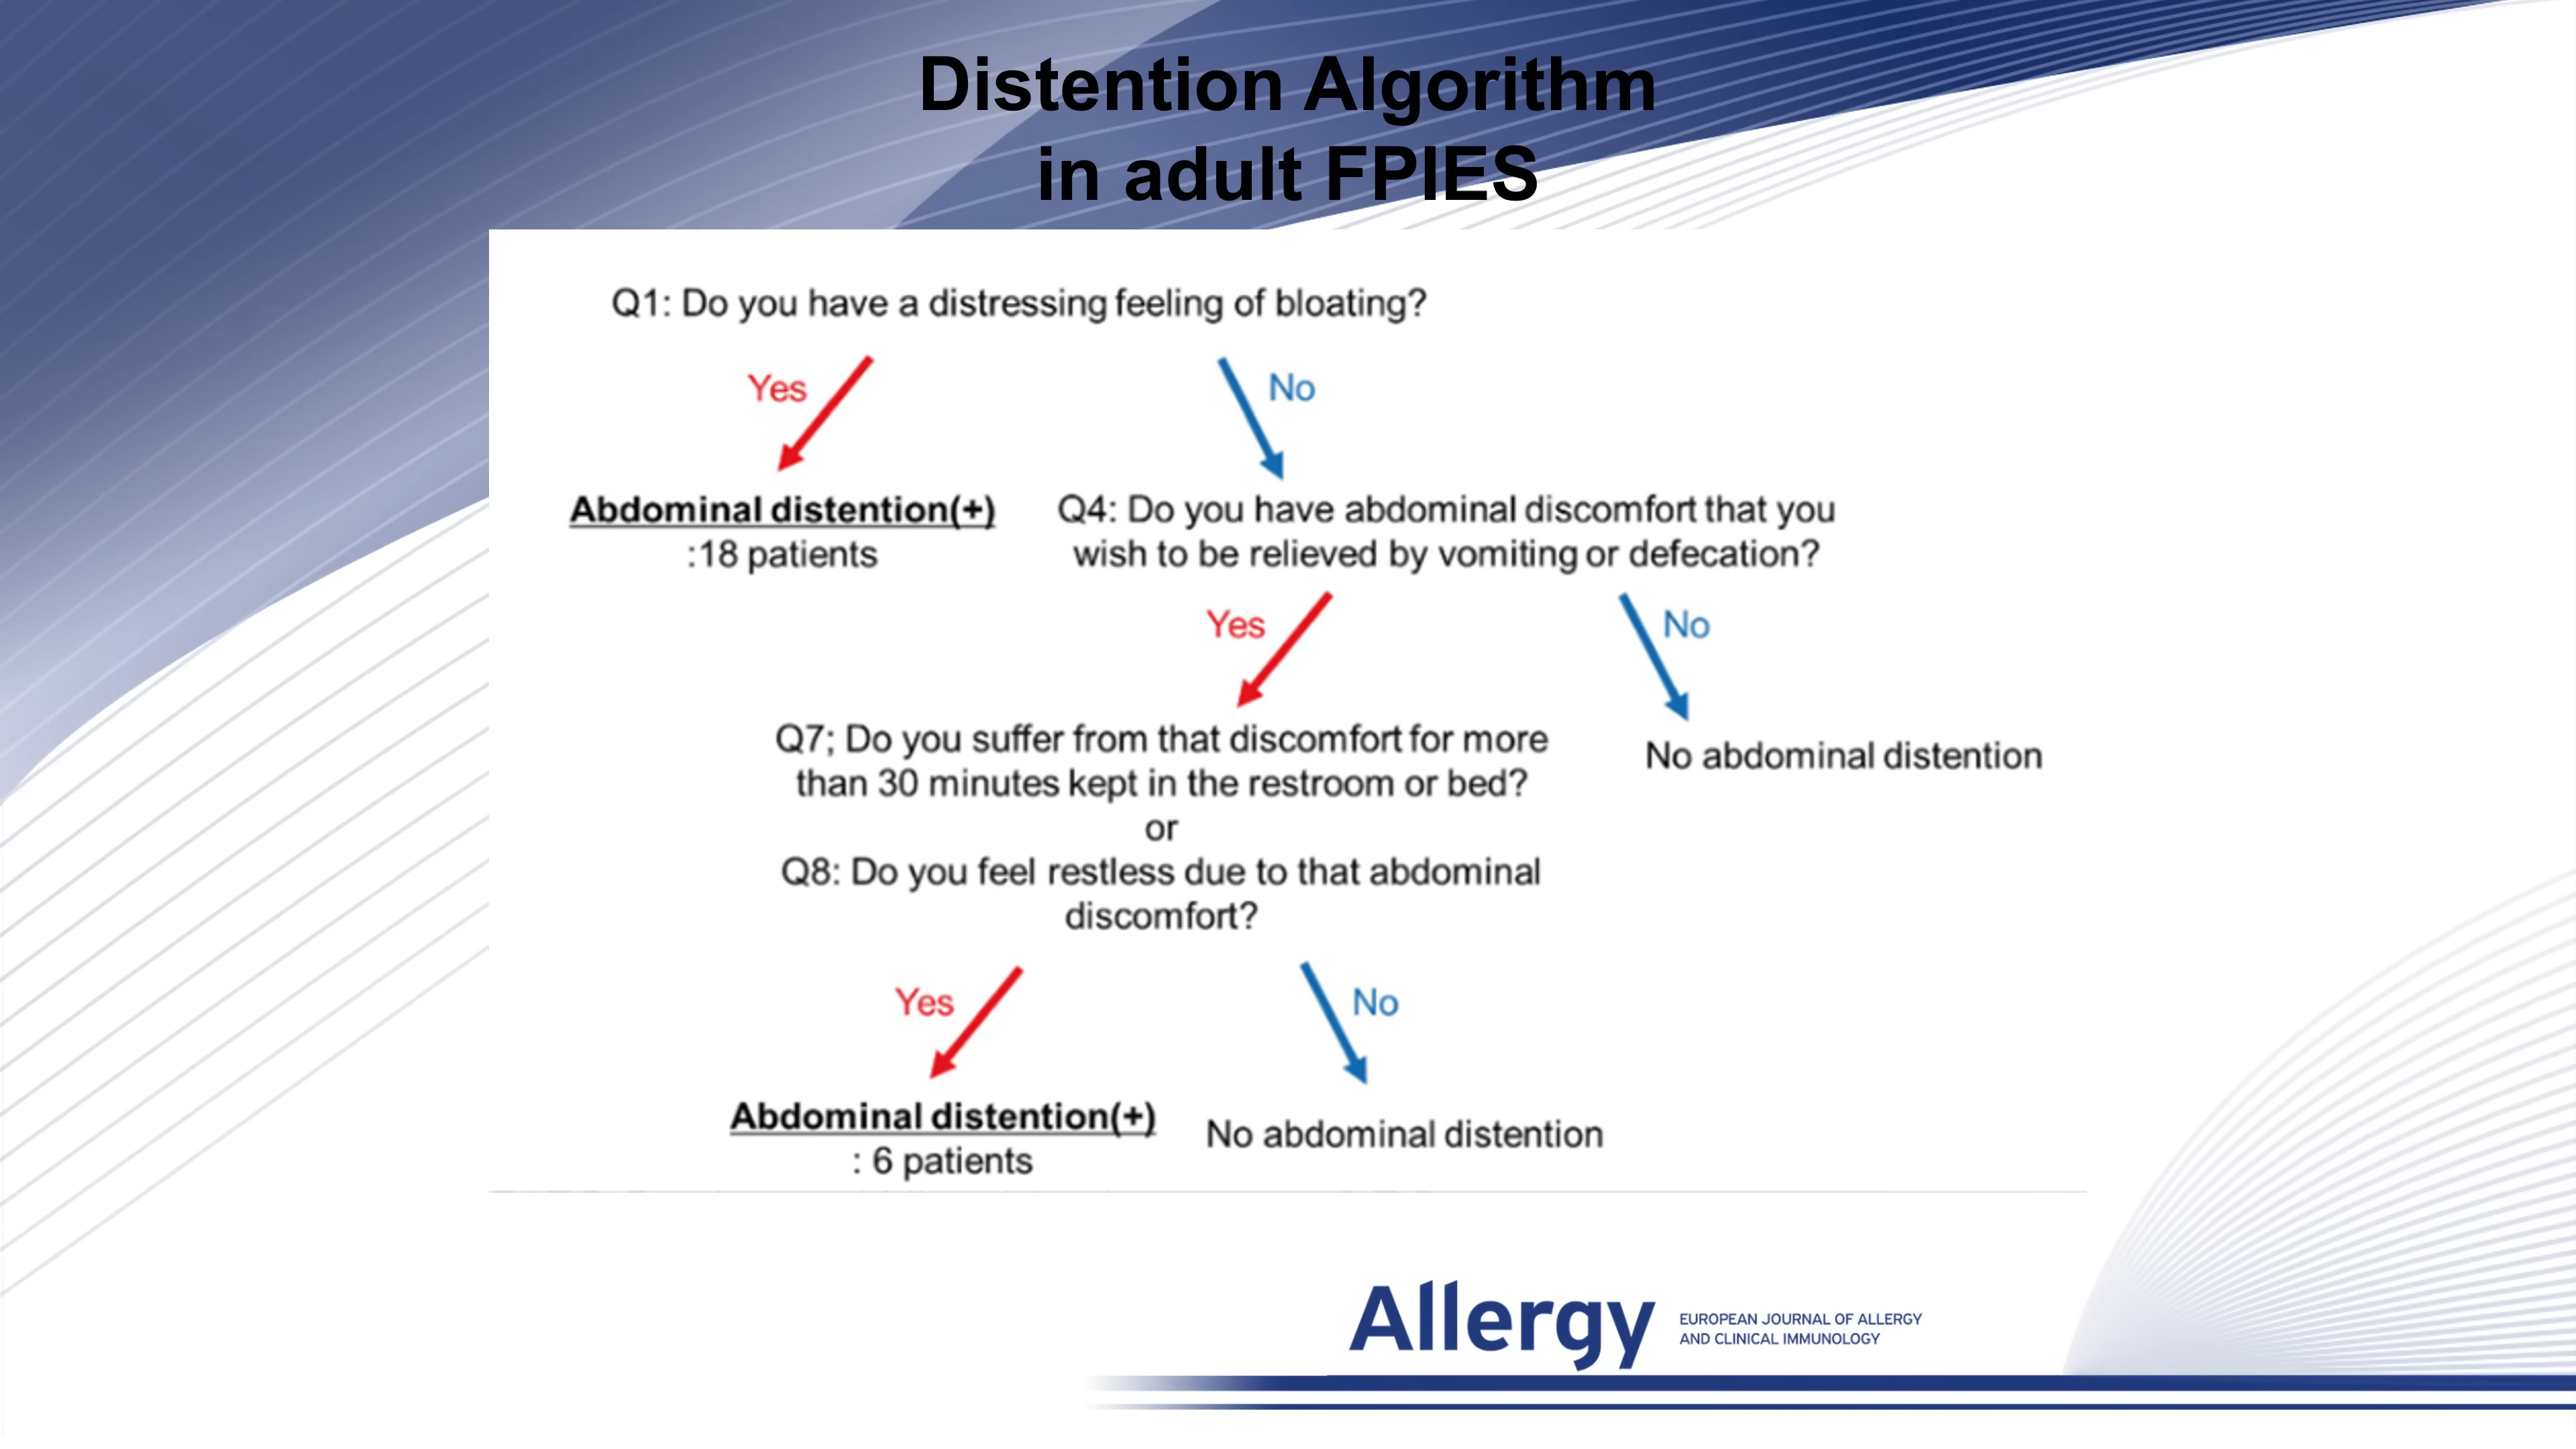 Distention Algorithm
in adult FPIES
Q1: Do you have a distressing feeling of bloating?
Yes
No
Abdominal distention(+)
:18 patients
Q4: Do you have abdominal discomfort that you
wish to be relieved by vomiting or defecation?
Yes
No
Q7; Do you suffer from that discomfort for more
than 30 minutes kept in the restroom or bed?
or
Q8: Do you feel restless due to that abdominal
discomfort?
No abdominal distention
Yes
No
Abdominal distention(+)
: 6 patients
No abdominal distention
Allergy
EUROPEAN JOURNAL OF ALLERGY
AND CLINICAL IMMUNOLOGY